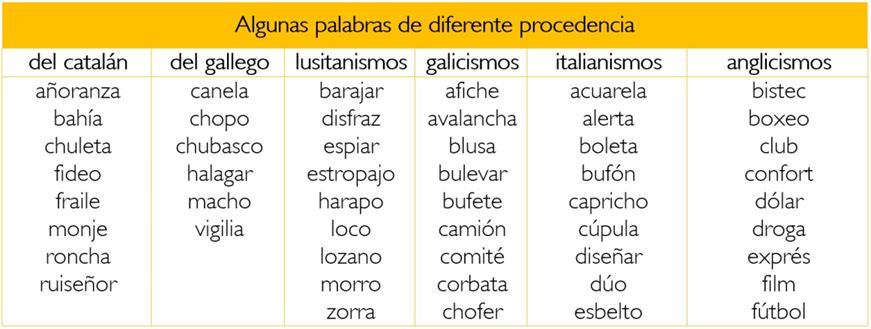 Algunas palabras de diferente procedencia
del catalán del gallego lusitanismos galicismos italianismos anglicismos
añoranza canela barajar afiche acuarela bistec
bahía chopo disfraz avalancha alerta boxeo
chuleta chubasco espiar blusa boleta club
fideo halagar estropajo bulevar bufón confort
fraile macho harapo bufete capricho dólar
monje vigilia loco camión cúpula droga
roncha lozano comité diseñar exprés
ruiseñor morro corbata dúo film
zorra chofer esbelto fútbol